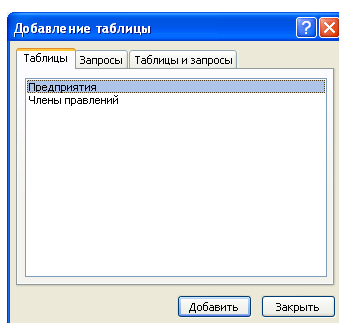 Добавление таблицы
Таблицы Запросы Таблицы и запросы
Предприятия
Члены правлений
Добавить Закрыть